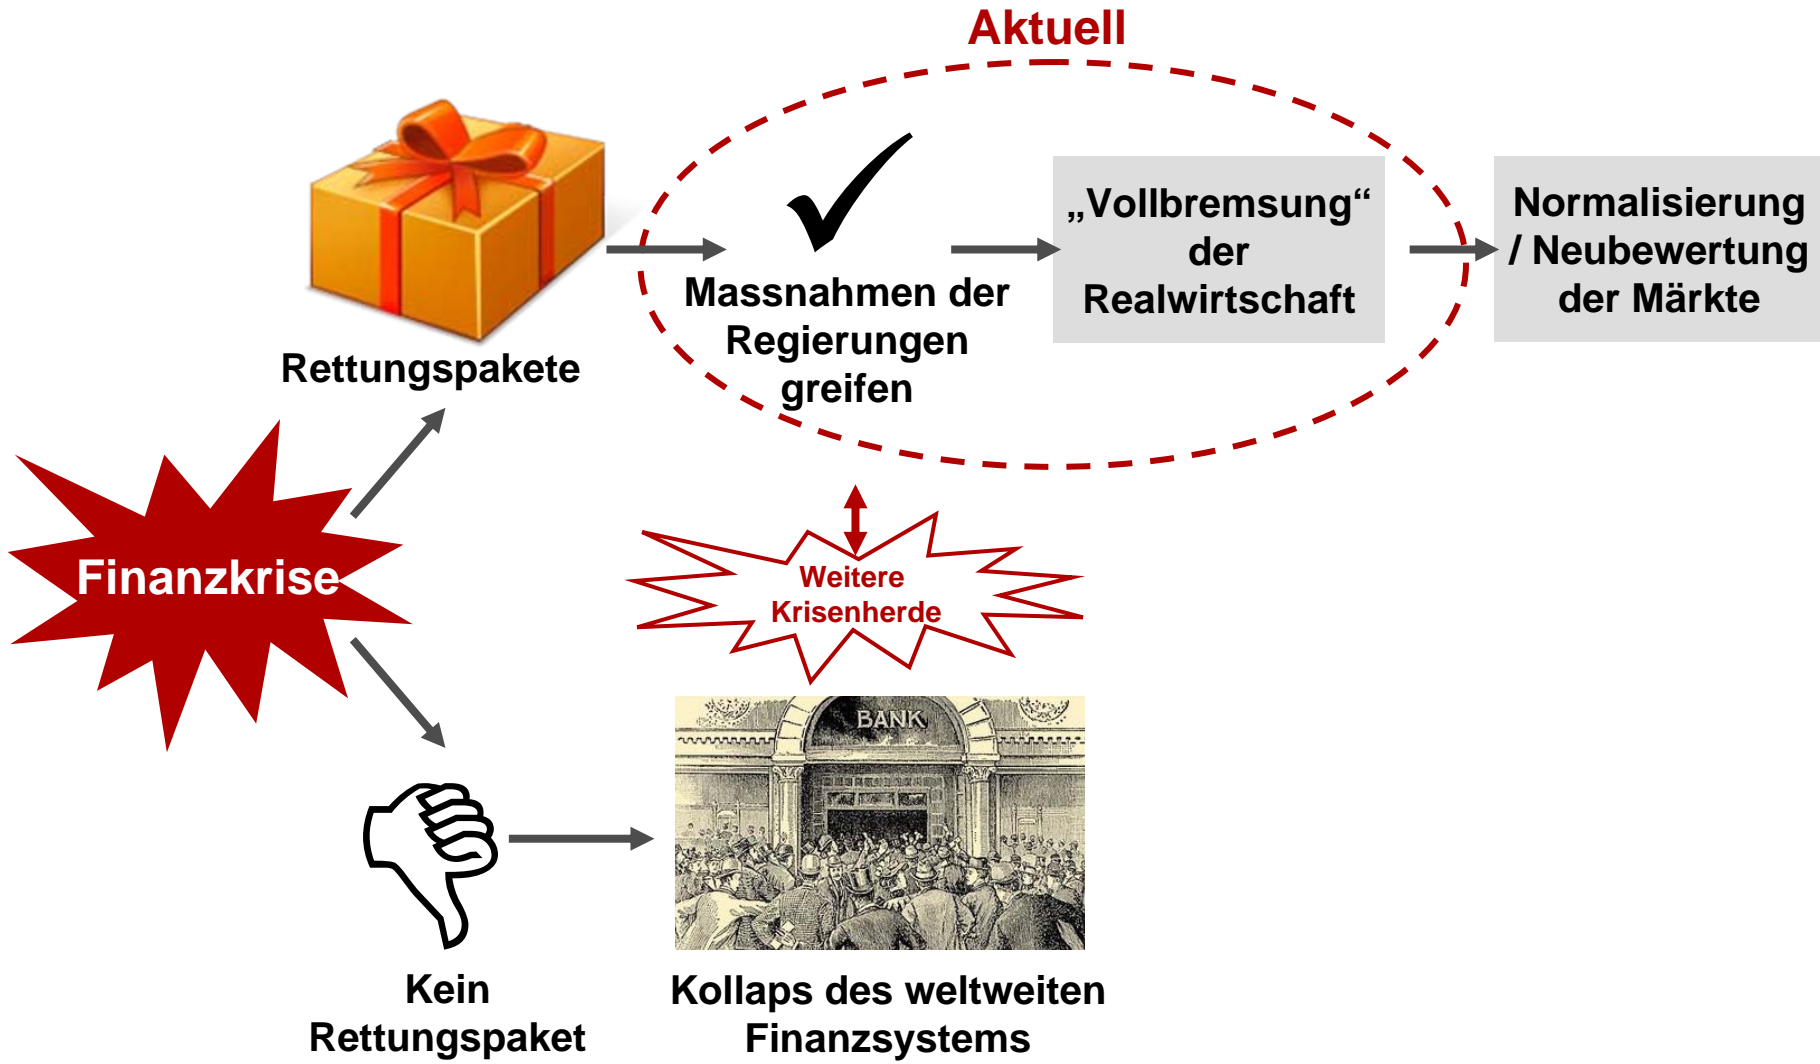 Aktuell
„Vollbremsung“
der
Realwirtschaft
Normalisierung
/ Neubewertung
der Märkte
Massnahmen der
Regierungen
greifen
Rettungspakete
Finanzkrise
Weitere
Krisenherde
BANK
Kein
Rettungspaket
Kollaps des weltweiten
Finanzsystems